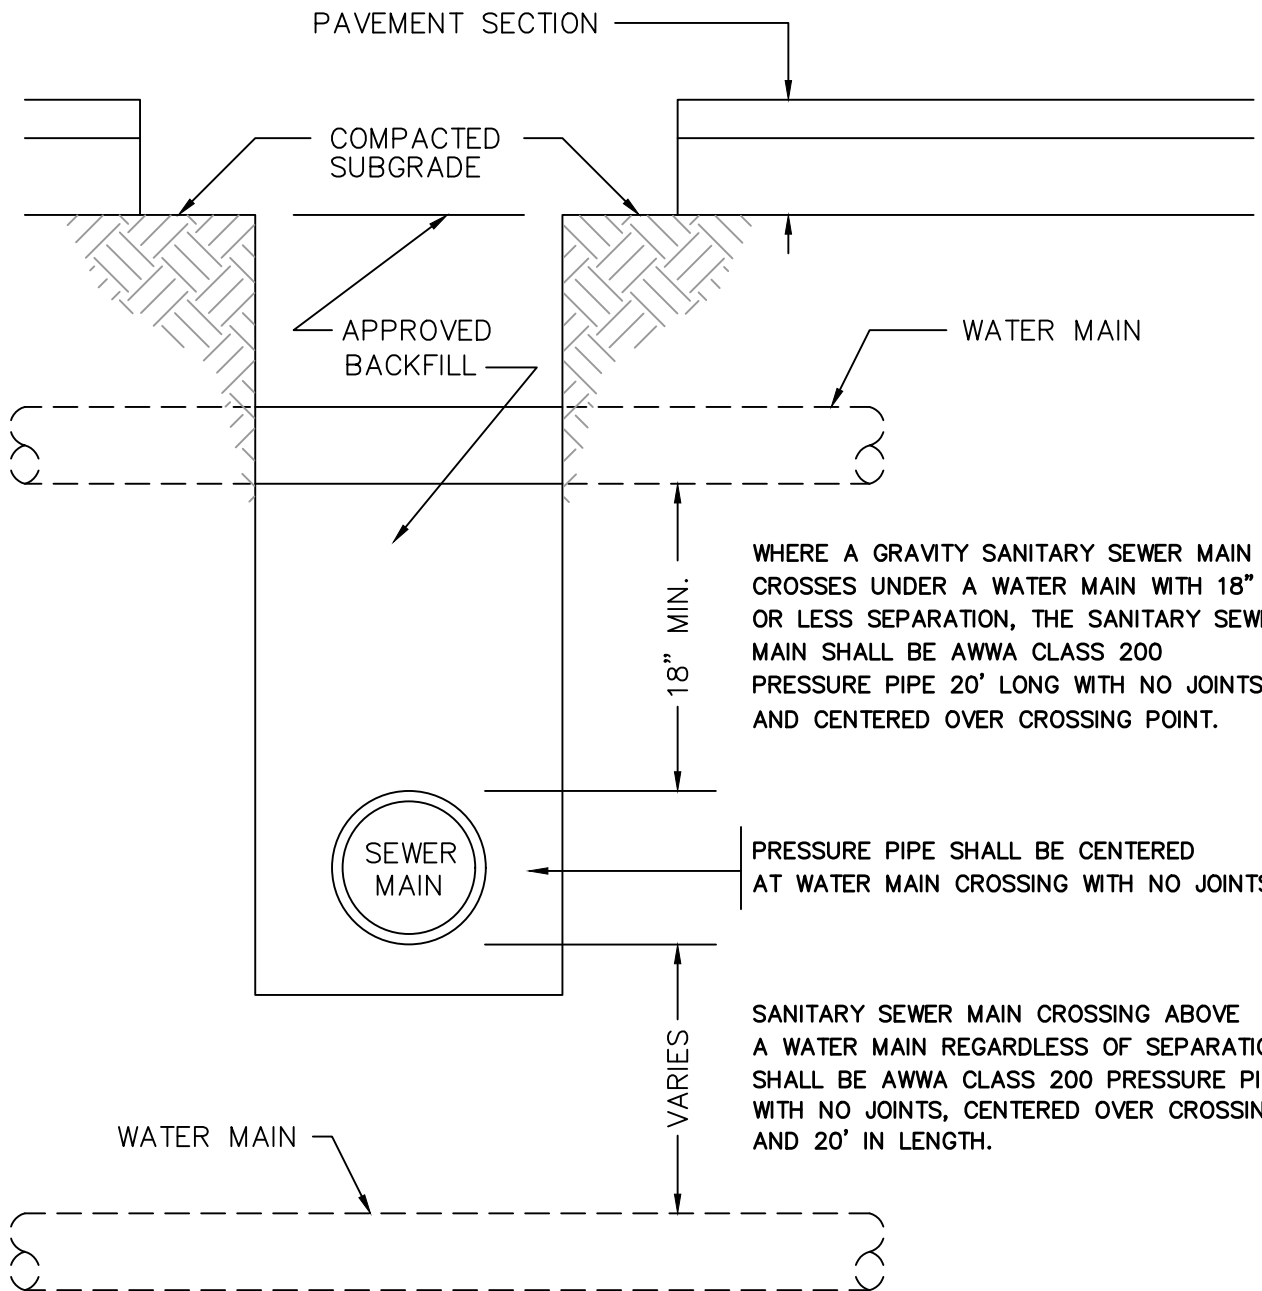 PAVEMENT SECTION
COMPACTED
SUBGRADE
APPROVED
BACKFILL
WATER MAIN
18” MIN.
WHERE A GRAVITY SANITARY SEWER MAIN
CROSSES UNDER A WATER MAIN WITH 18”
OR LESS SEPARATION, THE SANITARY
MAIN SHALL BE AWWA CLASS 200
PRESSURE PIPE 20’ LONG WITH NO JOINTS
AND CENTERED OVER CROSSING POINT.
SEWER
MAIN
PRESSURE PIPE SHALL BE CENTERED
AT WATER MAIN CROSSING WITH NO
VARIES
SANITARY SEWER MAIN CROSSING ABOVE
A WATER MAIN REGARDLESS OF
SHALL BE AWWA CLASS 200 PRESSURE
WITH NO JOINTS, CENTERED OVER
AND 20’ IN LENGTH.
WATER MAIN